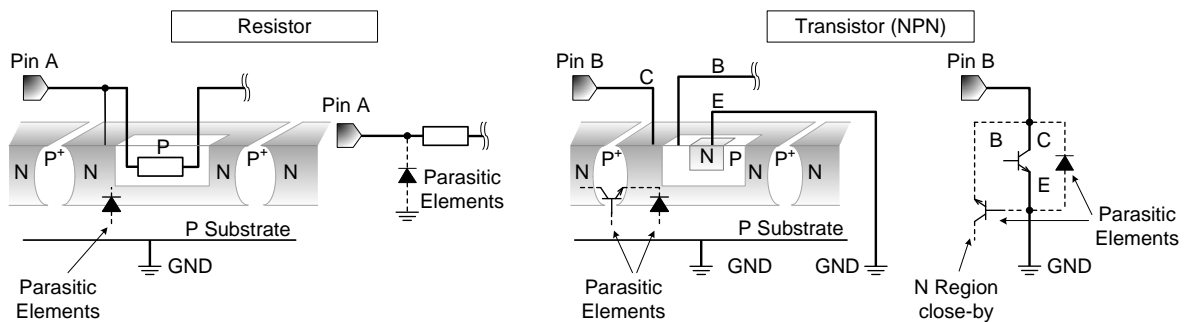 Resistor
Pin A
P
N
P+
N
N
P+
N
Parasitic
Elements
P Substrate
GND
Pin A
Parasitic
Elements
Transistor (NPN)
Pin B
C
B
E
N
P+
N
N
P
N
P+
N
P Substrate
GND
GND
Parasitic
Elements
Pin B
B
C
E
Parasitic
Elements
GND
N Region
close-by